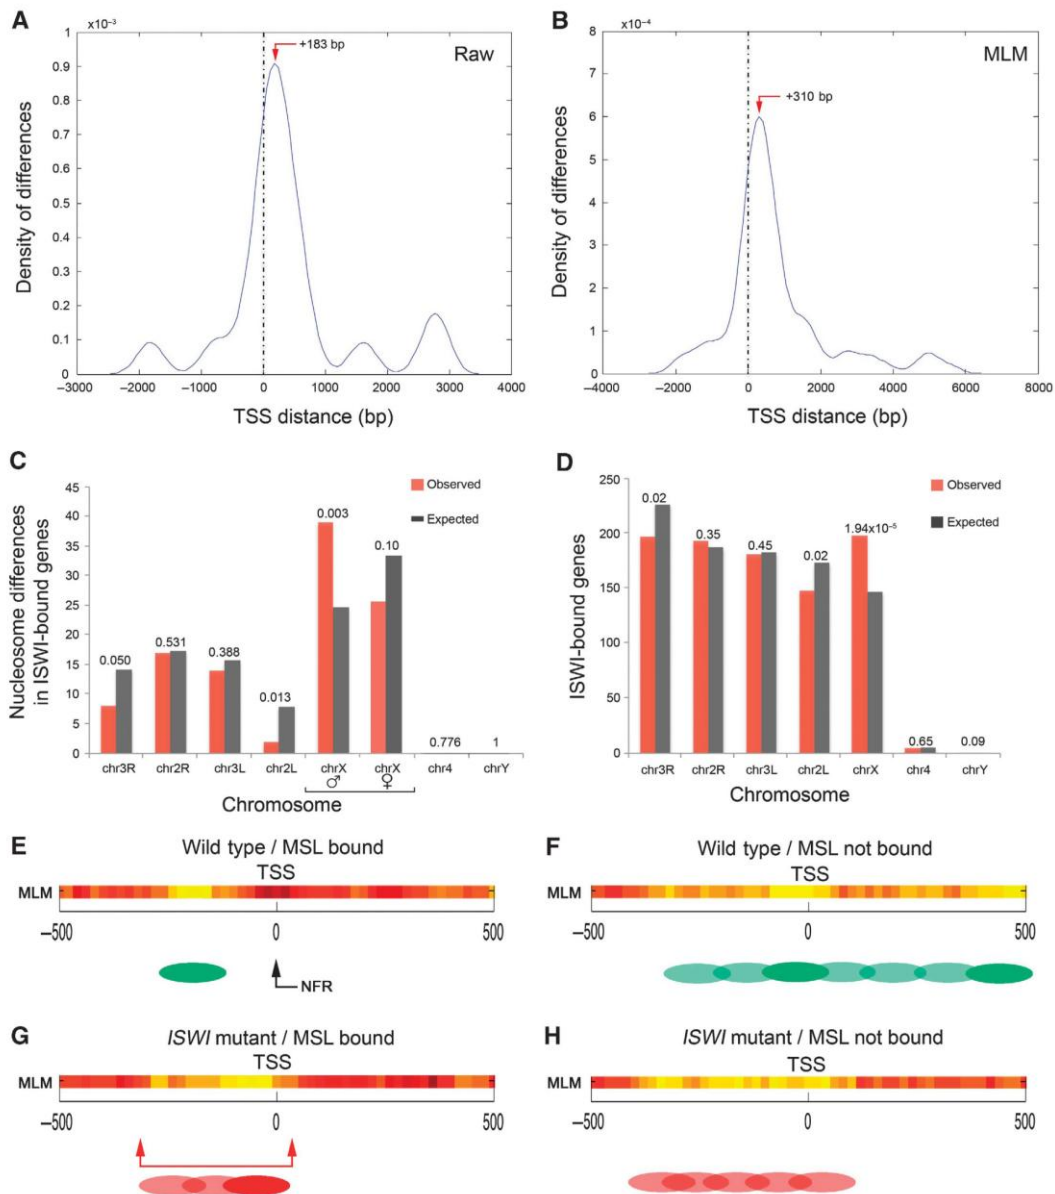 A
x10⁻³
1
0.9
0.8
0.7
0.6
0.5
0.4
0.3
0.2
0.1
0
Density of differences
+183 bp
Raw
−3000 −2000 −1000 0 1000 2000 3000 4000
TSS distance (bp)
B
x10⁻⁴
8
7
6
5
4
3
2
1
0
Density of differences
+310 bp
MLM
−4000 −2000 0 2000 4000 6000 8000
TSS distance (bp)
C
Nucleosome differences
in ISWI-bound genes
45
40
35
30
25
20
15
10
5
0
Observed
Expected
0.050 0.531 0.388 0.013 0.003 0.10 0.776 1
chr3R chr2R chr3L chr2L chrX chrX chr4 chrY
♂ ♀
Chromosome
D
ISWI-bound genes
250
200
150
100
50
0
Observed
Expected
0.02 0.35 0.45 0.02 1.94x10⁻⁵ 0.65 0.09
chr3R chr2R chr3L chr2L chrX chr4 chrY
Chromosome
E
Wild type / MSL bound
TSS
MLM
−500 0 500
NFR
F
Wild type / MSL not bound
TSS
MLM
−500 0 500
G
ISWI mutant / MSL bound
TSS
MLM
−500 0 500
H
ISWI mutant / MSL not bound
TSS
MLM
−500 0 500